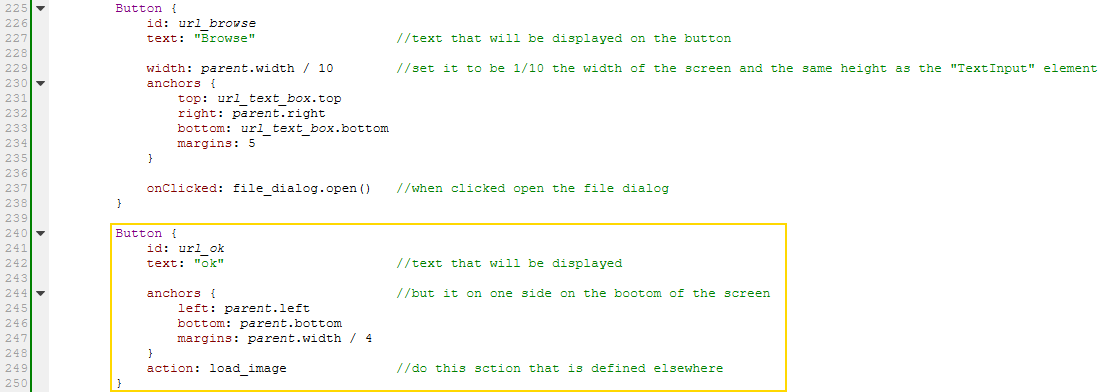 225 Button {
226 id: url_browse
227 text: "Browse" //text that will be displayed on the button
228
229 width: parent.width / 10 //set it to be 1/10 the width of the screen and the same height as the "TextInput" element
230 anchors {
231 top: url_text_box.top
232 right: parent.right
233 bottom: url_text_box.bottom
234 margins: 5
235 }
236
237 onClicked: file_dialog.open() //when clicked open the file dialog
238 }
239
240 Button {
241 id: url_ok
242 text: "ok" //text that will be displayed
243
244 anchors { //but it on one side on the bootom of the screen
245 left: parent.left
246 bottom: parent.bottom
247 margins: parent.width / 4
248 }
249 action: load_image //do this sction that is defined elsewhere
250 }